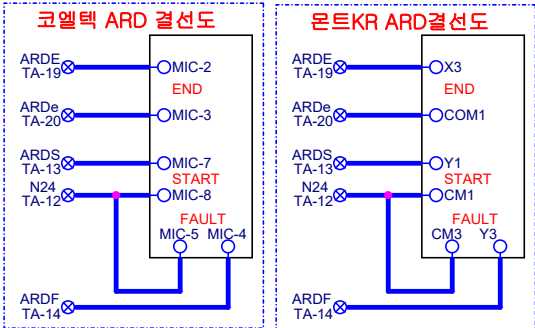 코엘텍 ARD 결선도
ARDE
TA-19
MIC-2
END
ARDe
TA-20
MIC-3
ARDS
TA-13
MIC-7
START
N24
TA-12
MIC-8
FAULT
MIC-5 MIC-4
ARDF
TA-14
몬트KR ARD결선도
ARDE
TA-19
X3
END
ARDe
TA-20
COM1
ARDS
TA-13
Y1
START
N24
TA-12
CM1
FAULT
CM3 Y3
ARDF
TA-14